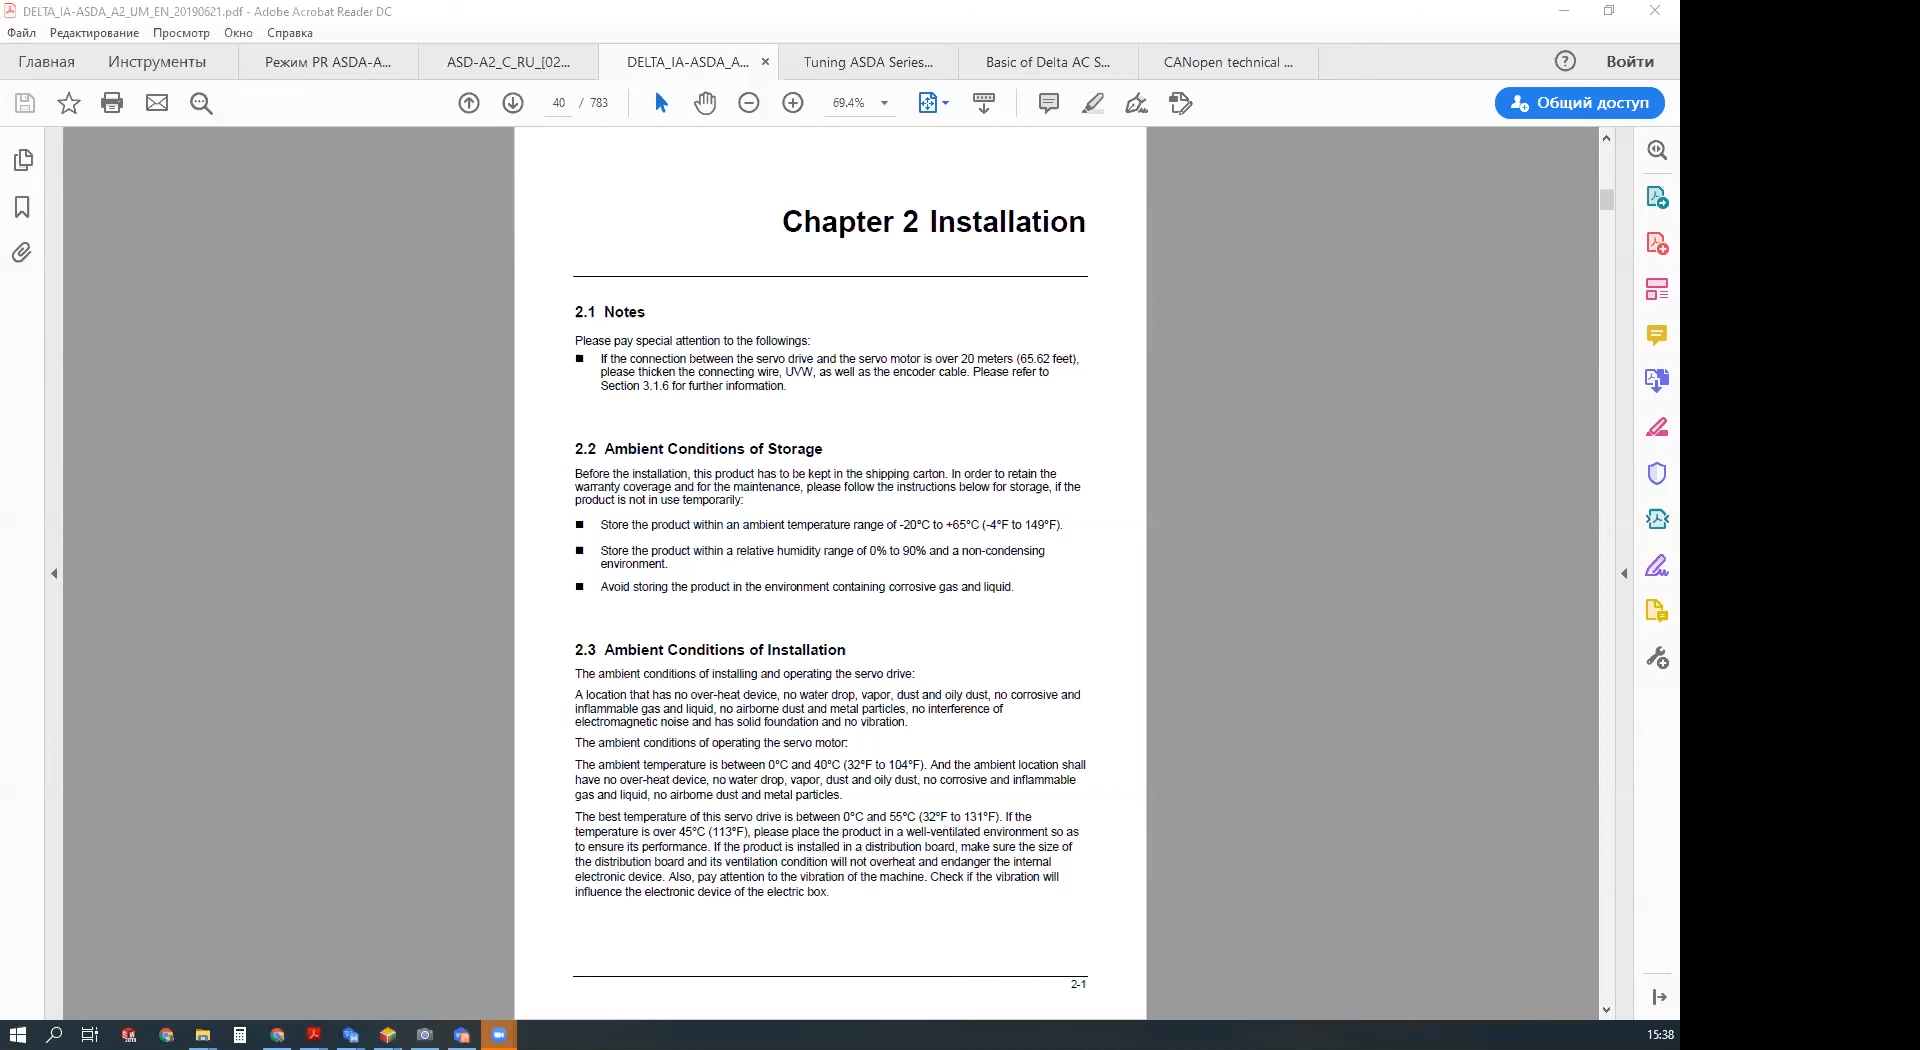 DELTA_IA-ASDA_A2_UM_EN_20190621.pdf - Adobe Acrobat Reader DC
Файл Редактирование Просмотр Окно Справка
Главная Инструменты Режим PR ASDA-A... ASD-A2_C_RU_[02... DELTA_IA-ASDA_A... Tuning ASDA Series... Basic of Delta AC S... CANopen technical ... Войти
40 / 783 69.4% Общий доступ
Chapter 2 Installation
2.1 Notes
Please pay special attention to the followings:
■ If the connection between the servo drive and the servo motor is over 20 meters (65.62 feet),
please thicken the connecting wire, UVW, as well as the encoder cable. Please refer to
Section 3.1.6 for further information.
2.2 Ambient Conditions of Storage
Before the installation, this product has to be kept in the shipping carton. In order to retain the
warranty coverage and for the maintenance, please follow the instructions below for storage, if the
product is not in use temporarily:
■ Store the product within an ambient temperature range of -20°C to +65°C (-4°F to 149°F).
■ Store the product within a relative humidity range of 0% to 90% and a non-condensing
environment.
■ Avoid storing the product in the environment containing corrosive gas and liquid.
2.3 Ambient Conditions of Installation
The ambient conditions of installing and operating the servo drive:
A location that has no over-heat device, no water drop, vapor, dust and oily dust, no corrosive and
inflammable gas and liquid, no airborne dust and metal particles, no interference of
electromagnetic noise and has solid foundation and no vibration.
The ambient conditions of operating the servo motor:
The ambient temperature is between 0°C and 40°C (32°F to 104°F). And the ambient location shall
have no over-heat device, no water drop, vapor, dust and oily dust, no corrosive and inflammable
gas and liquid, no airborne dust and metal particles.
The best temperature of this servo drive is between 0°C and 55°C (32°F to 131°F). If the
temperature is over 45°C (113°F), please place the product in a well-ventilated environment so as
to ensure its performance. If the product is installed in a distribution board, make sure the size of
the distribution board and its ventilation condition will not overheat and endanger the internal
electronic device. Also, pay attention to the vibration of the machine. Check if the vibration will
influence the electronic device of the electric box.
2-1
15:38